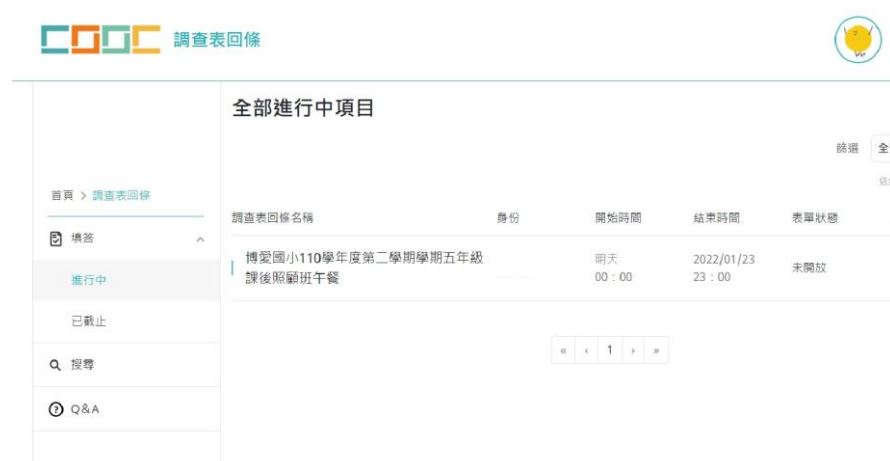 COOC 調查表回條
全部進行中項目
篩選 全
首頁 > 調查表回條
調查表回條名稱 身份 開始時間 結束時間 表單狀態
填答
博愛國小110學年度第二學期學期五年級
課後照顧班午餐
明天
00 : 00
2022/01/23
23 : 00
未開放
進行中
已截止
« ‹ 1 › »
搜尋
Q&A